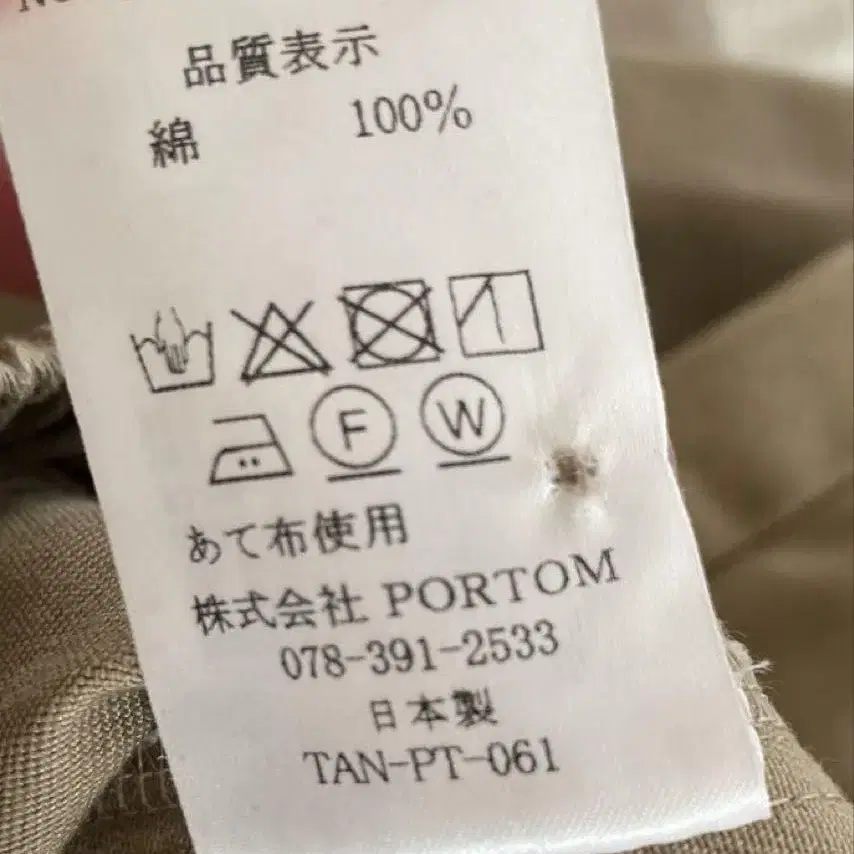 品質表示
綿 100%
F W
あて布使用
株式会社 PORTOM
078-391-2533
日本製
TAN-PT-061